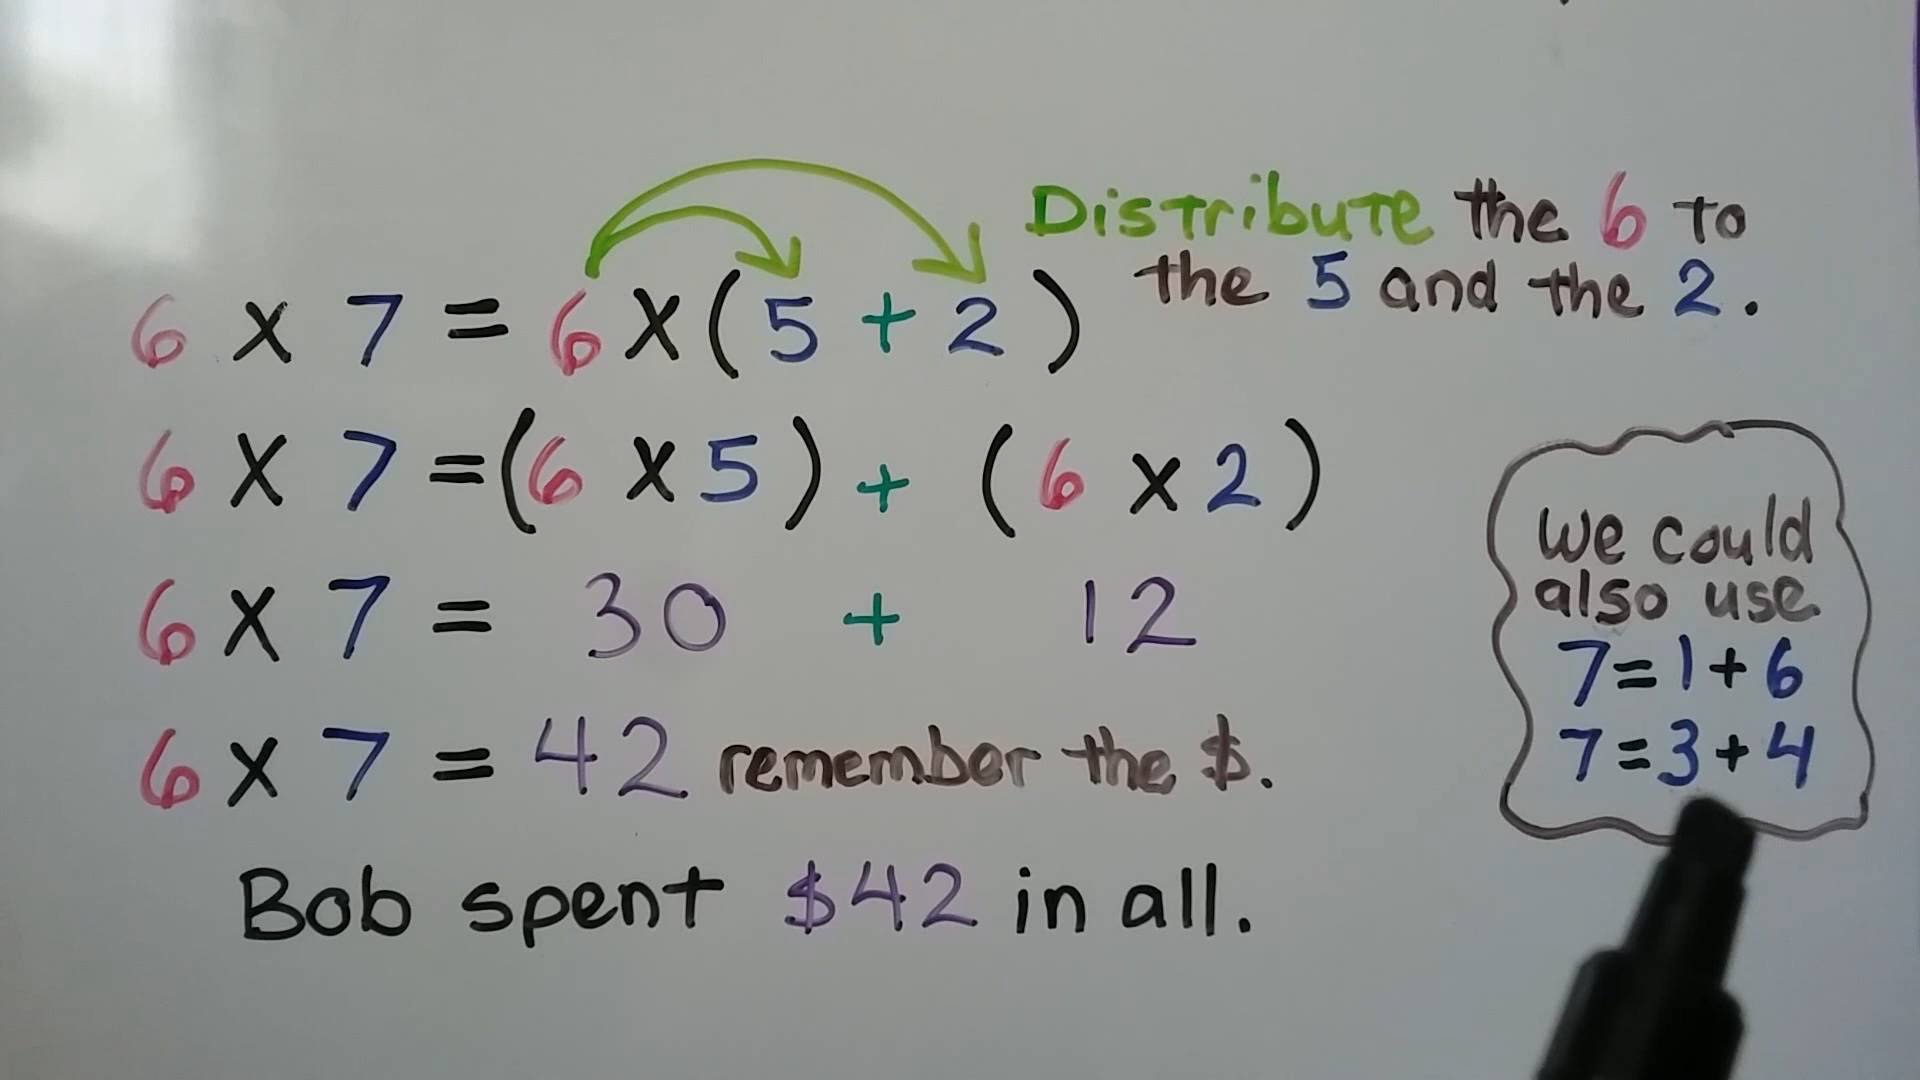 Distribute the 6 to
the 5 and the 2.
6 x 7 = 6 x (5 + 2)
6 x 7 = (6 x 5) + (6 x 2)
6 x 7 = 30 + 12
6 x 7 = 42 remember the $.
Bob spent $42 in all.
we could
also use
7=1+6
7=3+4